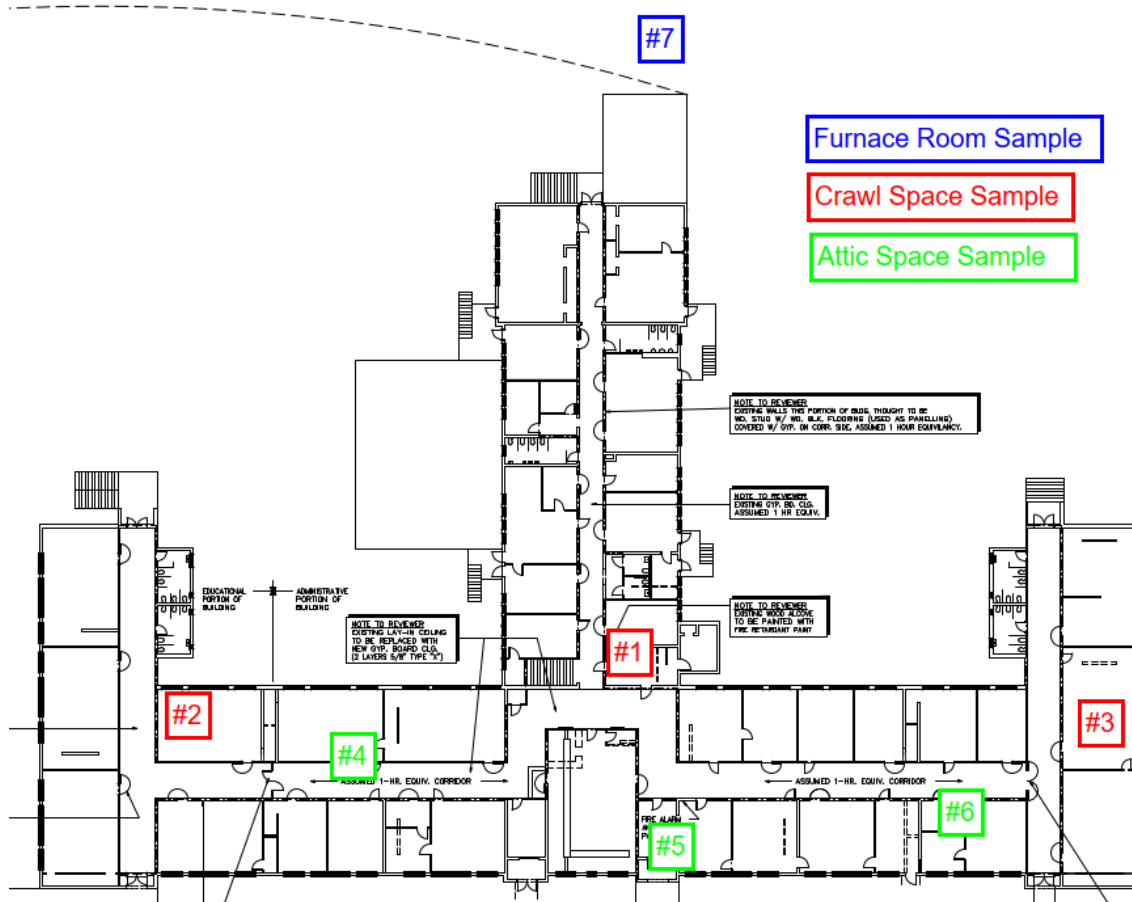 #7
Furnace Room Sample
Crawl Space Sample
Attic Space Sample
NOTE TO REVIEWER
EXISTING WALLS THIS PORTION OF BLDG. THOUGHT TO BE
WD. STUD W/ WD. BLK. FLOORING (USED AS PANELLING)
COVERED W/ GYP. ON CORR. SIDE, ASSUMED 1 HOUR EQUIVILANCY.
NOTE TO REVIEWER
EXISTING GYP. BD. CLG.
ASSUMED 1 HR EQUIV.
EDUCATIONAL
PORTION OF
BUILDING
ADMINISTRATIVE
PORTION OF
BUILDING
NOTE TO REVIEWER
EXISTING LAY-IN CEILING
TO BE REPLACED WITH
NEW GYP. BOARD CLG.
(2 LAYERS 5/8" TYPE "X")
NOTE TO REVIEWER
EXISTING WOOD ALCOVE
TO BE PAINTED WITH
FIRE RETARDANT PAINT
#1
#2
#3
#4
ASSUMED 1-HR. EQUIV. CORRIDOR
ASSUMED 1-HR. EQUIV. CORRIDOR
#6
FIRE ALARM
#5